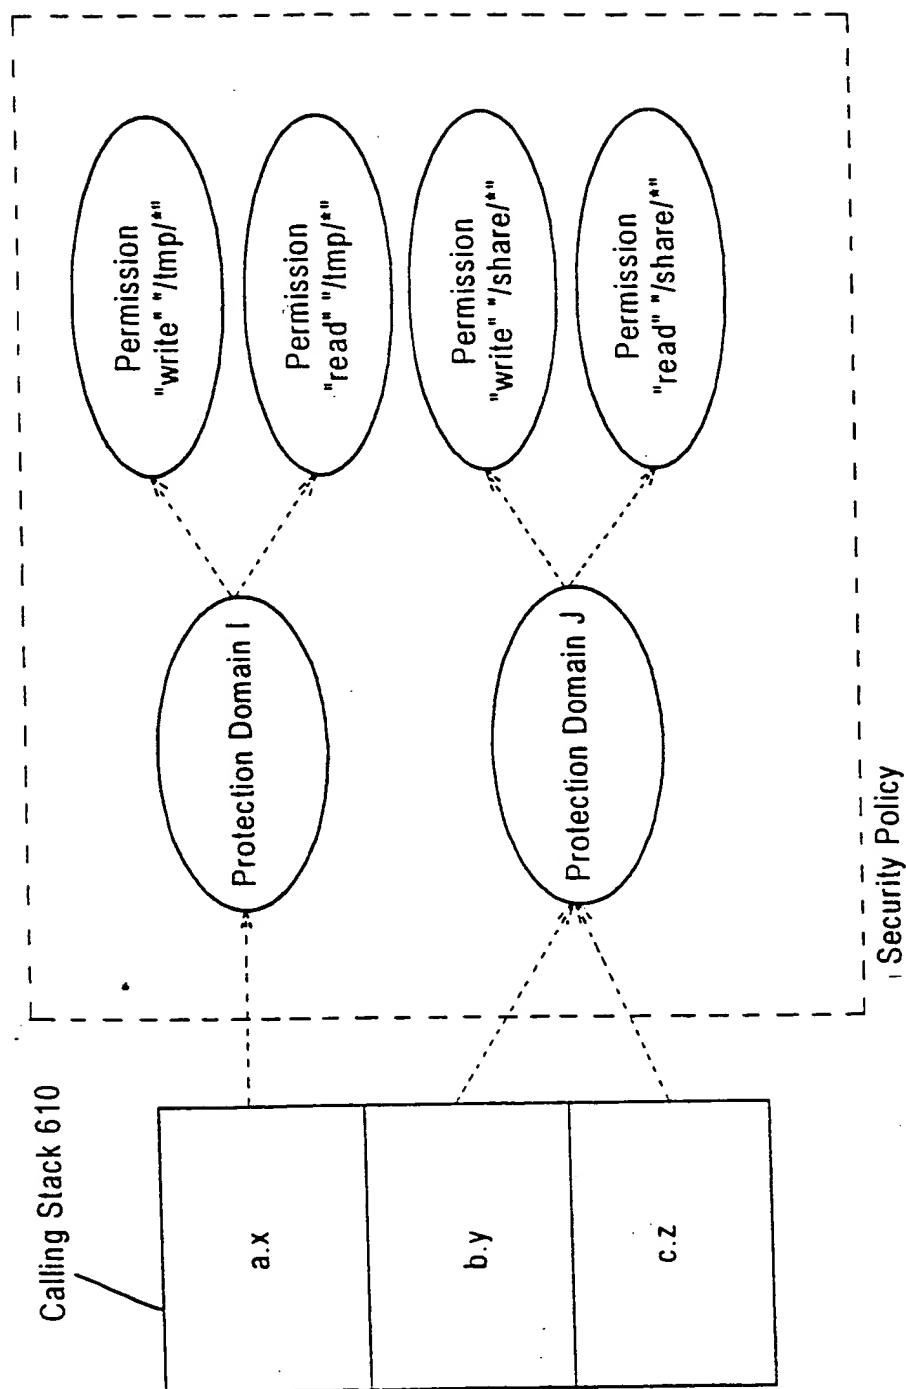 Calling Stack 610
a.x
b.y
c.z
Protection Domain I
Protection Domain J
Permission
"write" "/tmp/*"
Permission
"read" "/tmp/*"
Permission
"write" "/share/*"
Permission
"read" "/share/*"
Security Policy